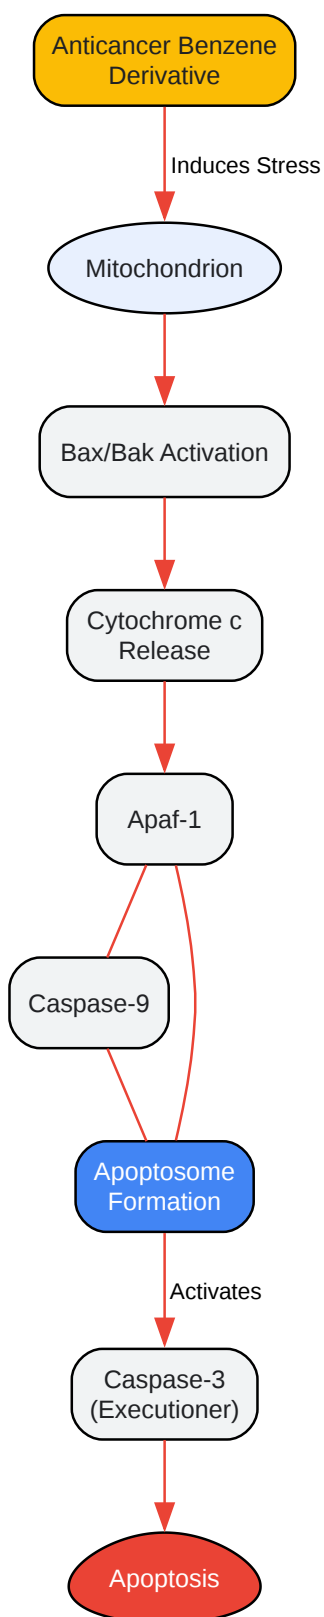 Anticancer Benzene
Derivative
Induces Stress
Mitochondrion
Bax/Bak Activation
Cytochrome c
Release
Apaf-1
Caspase-9
Apoptosome
Formation
Activates
Caspase-3
(Executioner)
Apoptosis